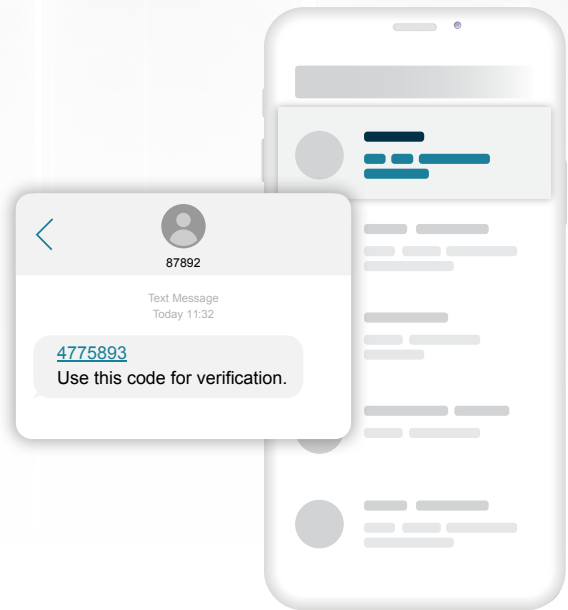 87892
Text Message
Today 11:32
4775893
Use this code for verification.